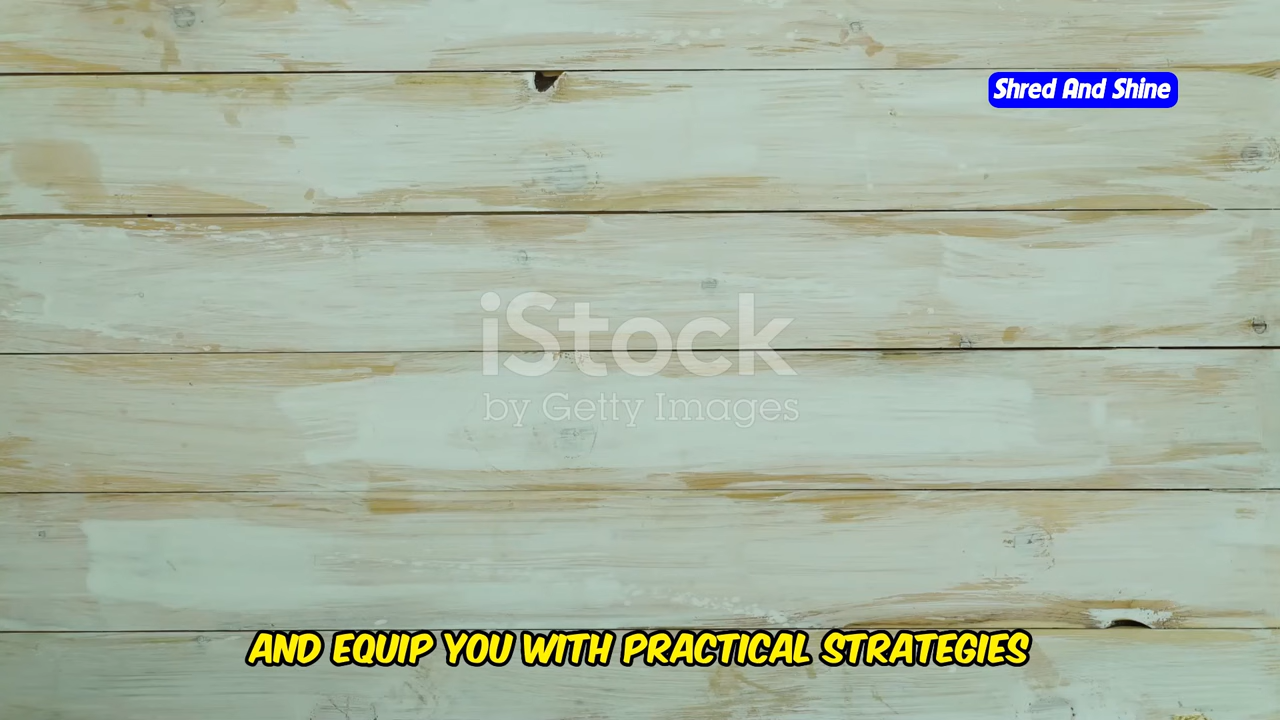 Shred And Shine
iStock
by Getty Images
AND EQUIP YOU WITH PRACTICAL STRATEGIES